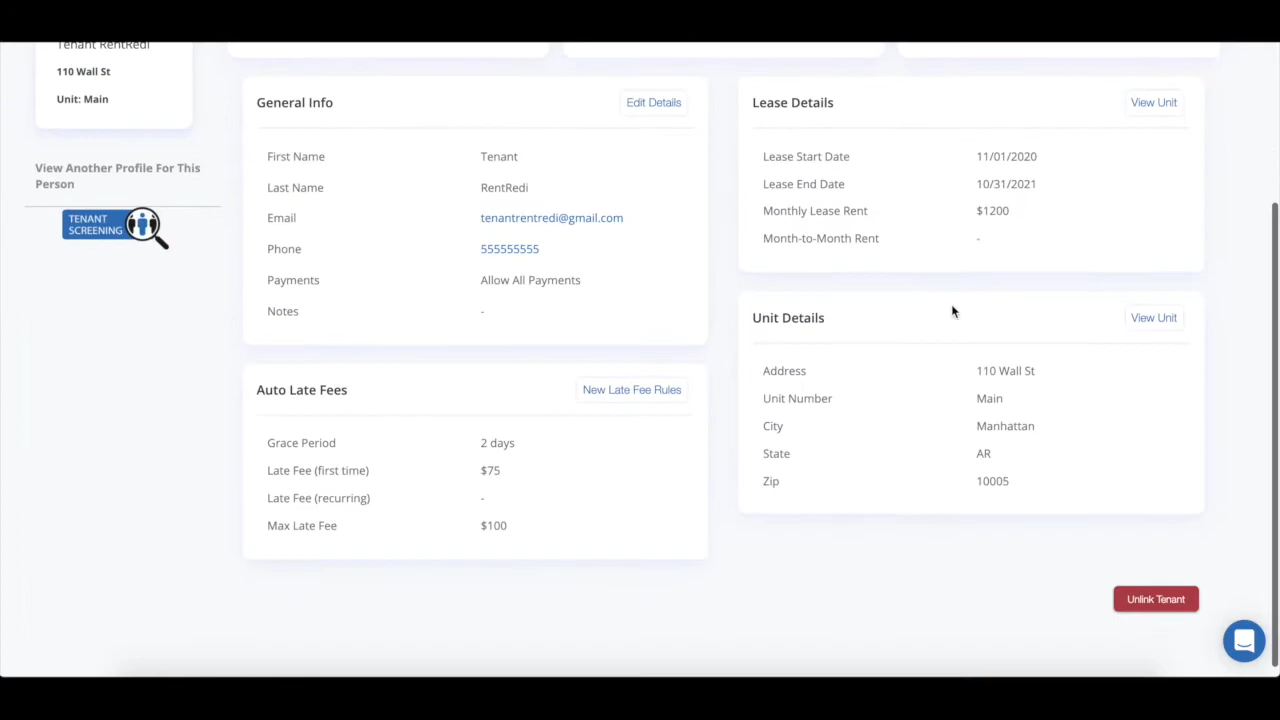 Tenant RentRedi
110 Wall St
Unit: Main
View Another Profile For This
Person
TENANT
SCREENING
General Info
Edit Details
First Name Tenant
Last Name RentRedi
Email tenantrentredi@gmail.com
Phone 555555555
Payments Allow All Payments
Notes -
Auto Late Fees
New Late Fee Rules
Grace Period 2 days
Late Fee (first time) $75
Late Fee (recurring) -
Max Late Fee $100
Lease Details
View Unit
Lease Start Date 11/01/2020
Lease End Date 10/31/2021
Monthly Lease Rent $1200
Month-to-Month Rent -
Unit Details
View Unit
Address 110 Wall St
Unit Number Main
City Manhattan
State AR
Zip 10005
Unlink Tenant